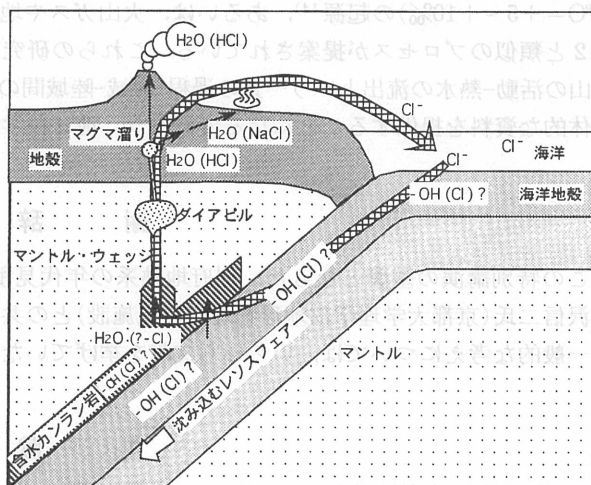 H₂O (HCl)
マグマ溜り
H₂O (NaCl)
地殻
H₂O (HCl)
Cl⁻
Cl⁻
Cl⁻
海洋
-OH (Cl) ?
海洋地殻
ダイアピル
マントル・ウェッジ
-OH (Cl) ?
H₂O (?-Cl)
-OH (Cl) ?
マントル
-OH (Cl) ?
沈み込むレソスフェアー
含水カンラン岩